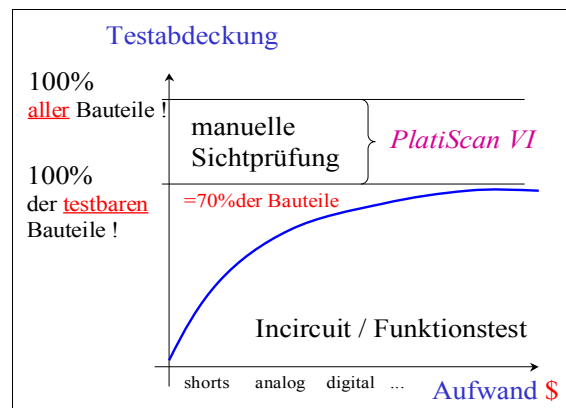 Testabdeckung
100%
aller Bauteile !
manuelle
Sichtprüfung
PlatiScan VI
100%
der testbaren
Bauteile !
=70%der Bauteile
Incircuit / Funktionstest
shorts analog digital ...
Aufwand $